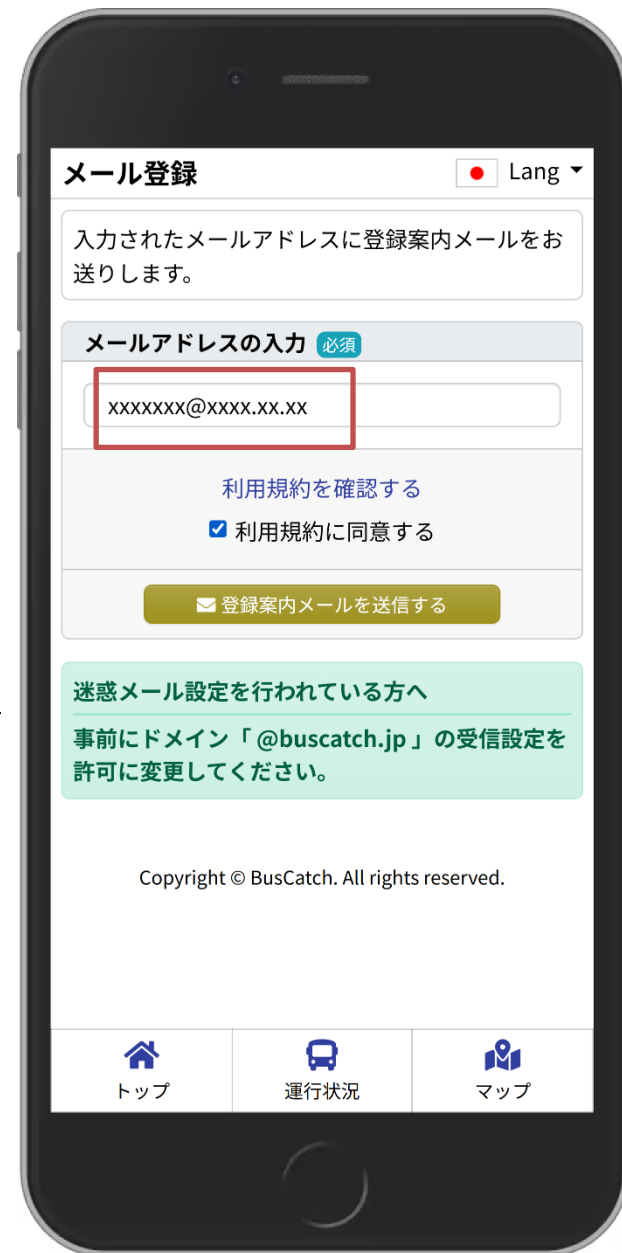 メール登録
Lang
入力されたメールアドレスに登録案内メールをお
送りします。
メールアドレスの入力 必須
xxxxxxx@xxxx.xx.xx
利用規約を確認する
利用規約に同意する
登録案内メールを送信する
迷惑メール設定を行われている方へ
事前にドメイン「 @buscatch.jp 」の受信設定を
許可に変更してください。
Copyright © BusCatch. All rights reserved.
トップ
運行状況
マップ